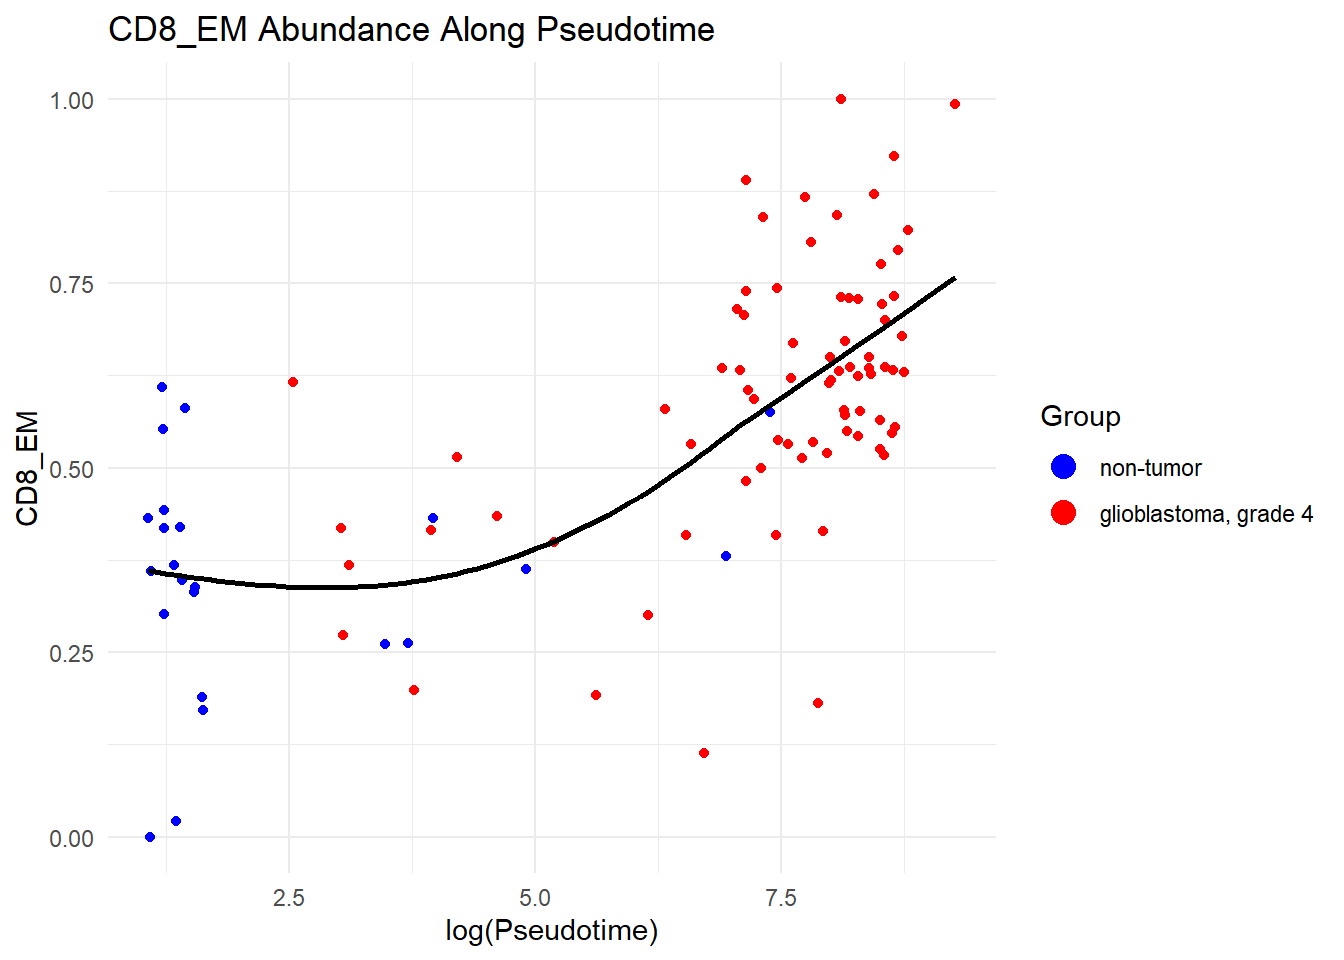 CD8_EM Abundance Along Pseudotime
1.00
0.75
0.50
0.25
0.00
CD8_EM
2.5
5.0
7.5
log(Pseudotime)
Group
non-tumor
glioblastoma, grade 4